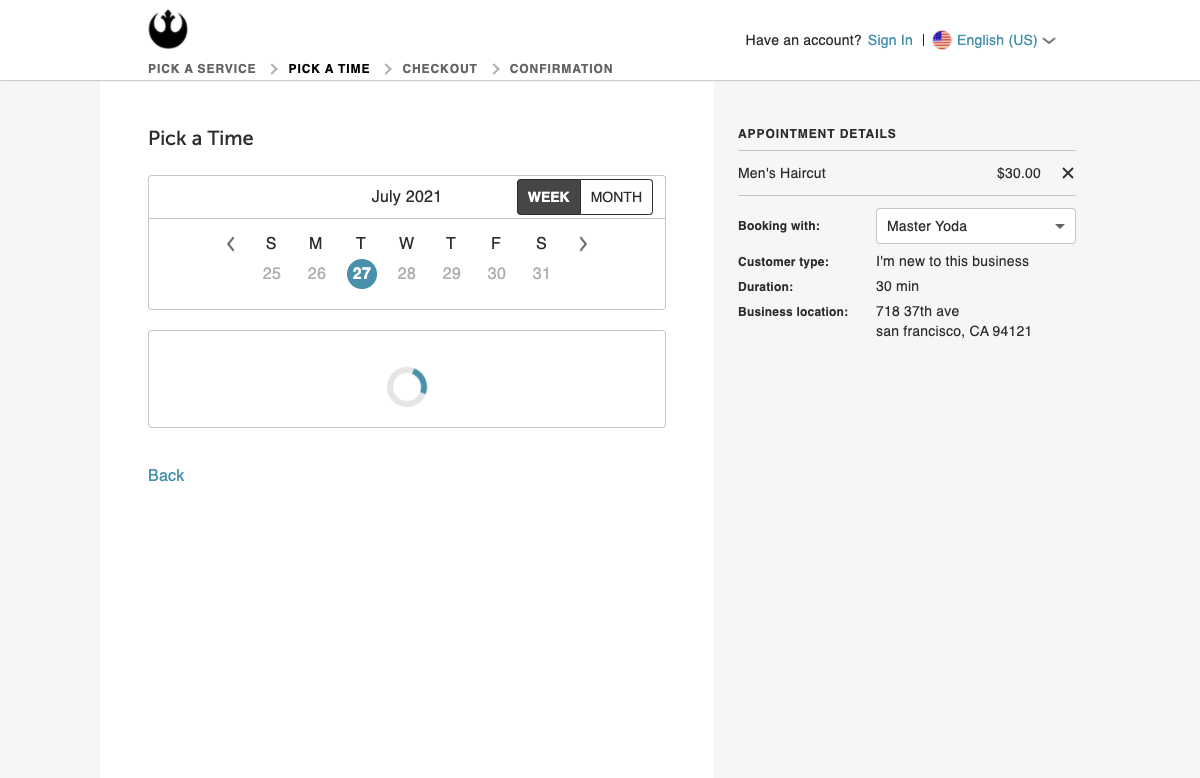 Have an account? Sign In | English (US)
PICK A SERVICE PICK A TIME CHECKOUT CONFIRMATION
Pick a Time
July 2021 WEEK MONTH
S M T W T F S
25 26 27 28 29 30 31
Back
APPOINTMENT DETAILS
Men's Haircut $30.00
Booking with: Master Yoda
Customer type: I'm new to this business
Duration: 30 min
Business location: 718 37th ave
san francisco, CA 94121